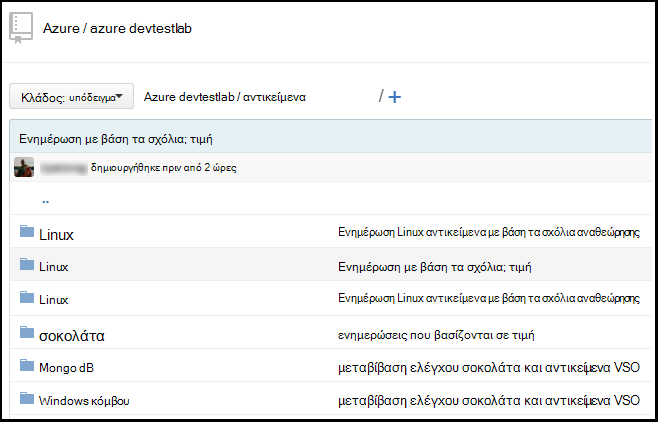 Azure / azure devtestlab
Κλάδος: υπόδειγμα Azure devtestlab / αντικείμενα / +
Ενημέρωση με βάση τα σχόλια; τιμή
δημιουργήθηκε πριν από 2 ώρες
..
Linux Ενημέρωση Linux αντικείμενα με βάση τα σχόλια αναθεώρησης
Linux Ενημέρωση με βάση τα σχόλια; τιμή
Linux Ενημέρωση Linux αντικείμενα με βάση τα σχόλια αναθεώρησης
σοκολάτα ενημερώσεις που βασίζονται σε τιμή
Mongo dB μεταβίβαση ελέγχου σοκολάτα και αντικείμενα VSO
Windows κόμβου μεταβίβαση ελέγχου σοκολάτα και αντικείμενα VSO